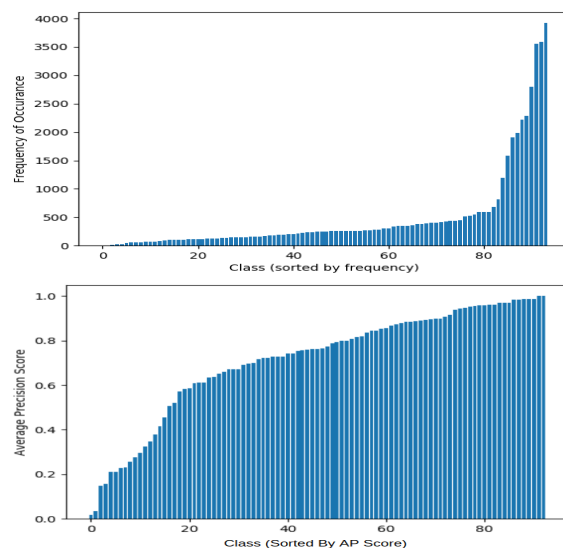 4000
3500
3000
2500
2000
1500
1000
500
0
Frequency of Occurance
0 20 40 60 80
Class (sorted by frequency)
1.0
0.8
0.6
0.4
0.2
0.0
Average Precision Score
0 20 40 60 80
Class (Sorted By AP Score)